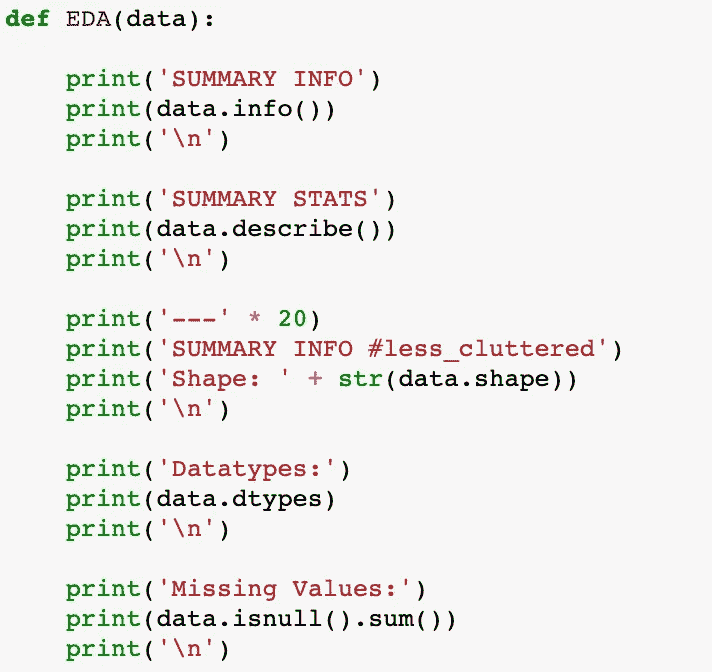 def EDA(data):
    print('SUMMARY INFO')
    print(data.info())
    print('\n')
    print('SUMMARY STATS')
    print(data.describe())
    print('\n')
    print('---' * 20)
    print('SUMMARY INFO #less_cluttered')
    print('Shape: ' + str(data.shape))
    print('\n')
    print('Datatypes:')
    print(data.dtypes)
    print('\n')
    print('Missing Values:')
    print(data.isnull().sum())
    print('\n')